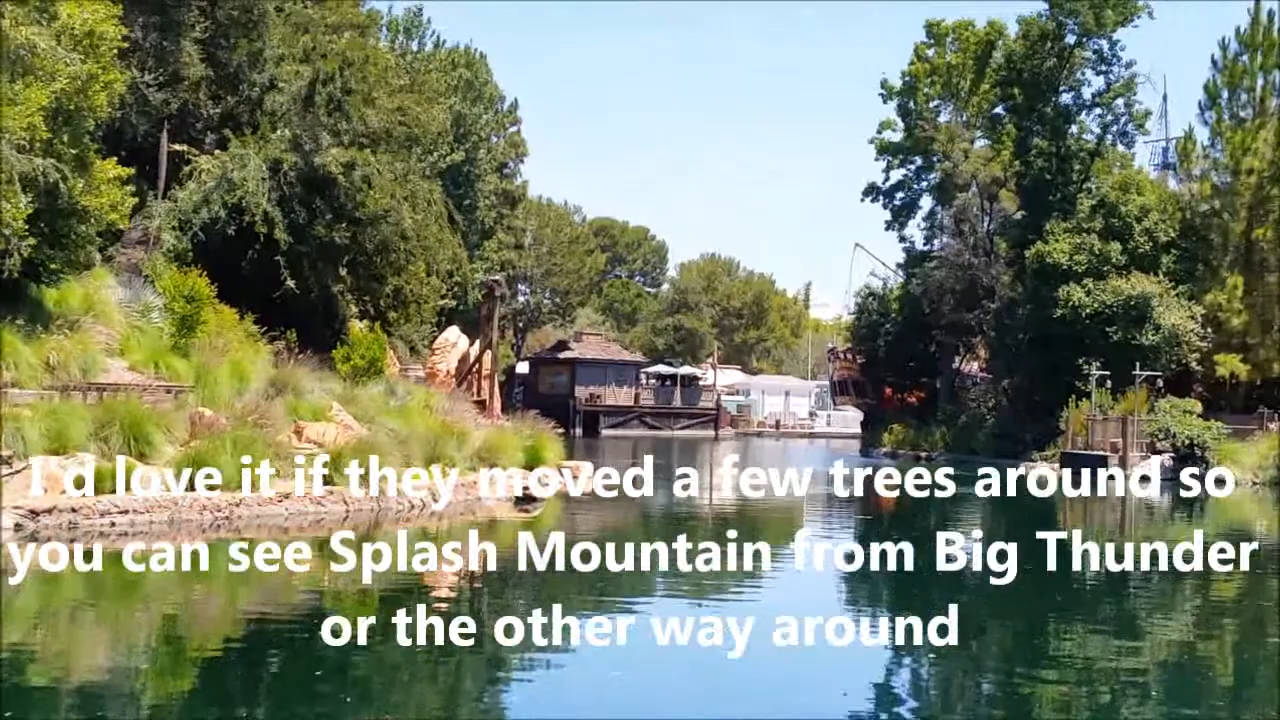 I'd love it if they moved a few trees around so
you can see Splash Mountain from Big Thunder
or the other way around